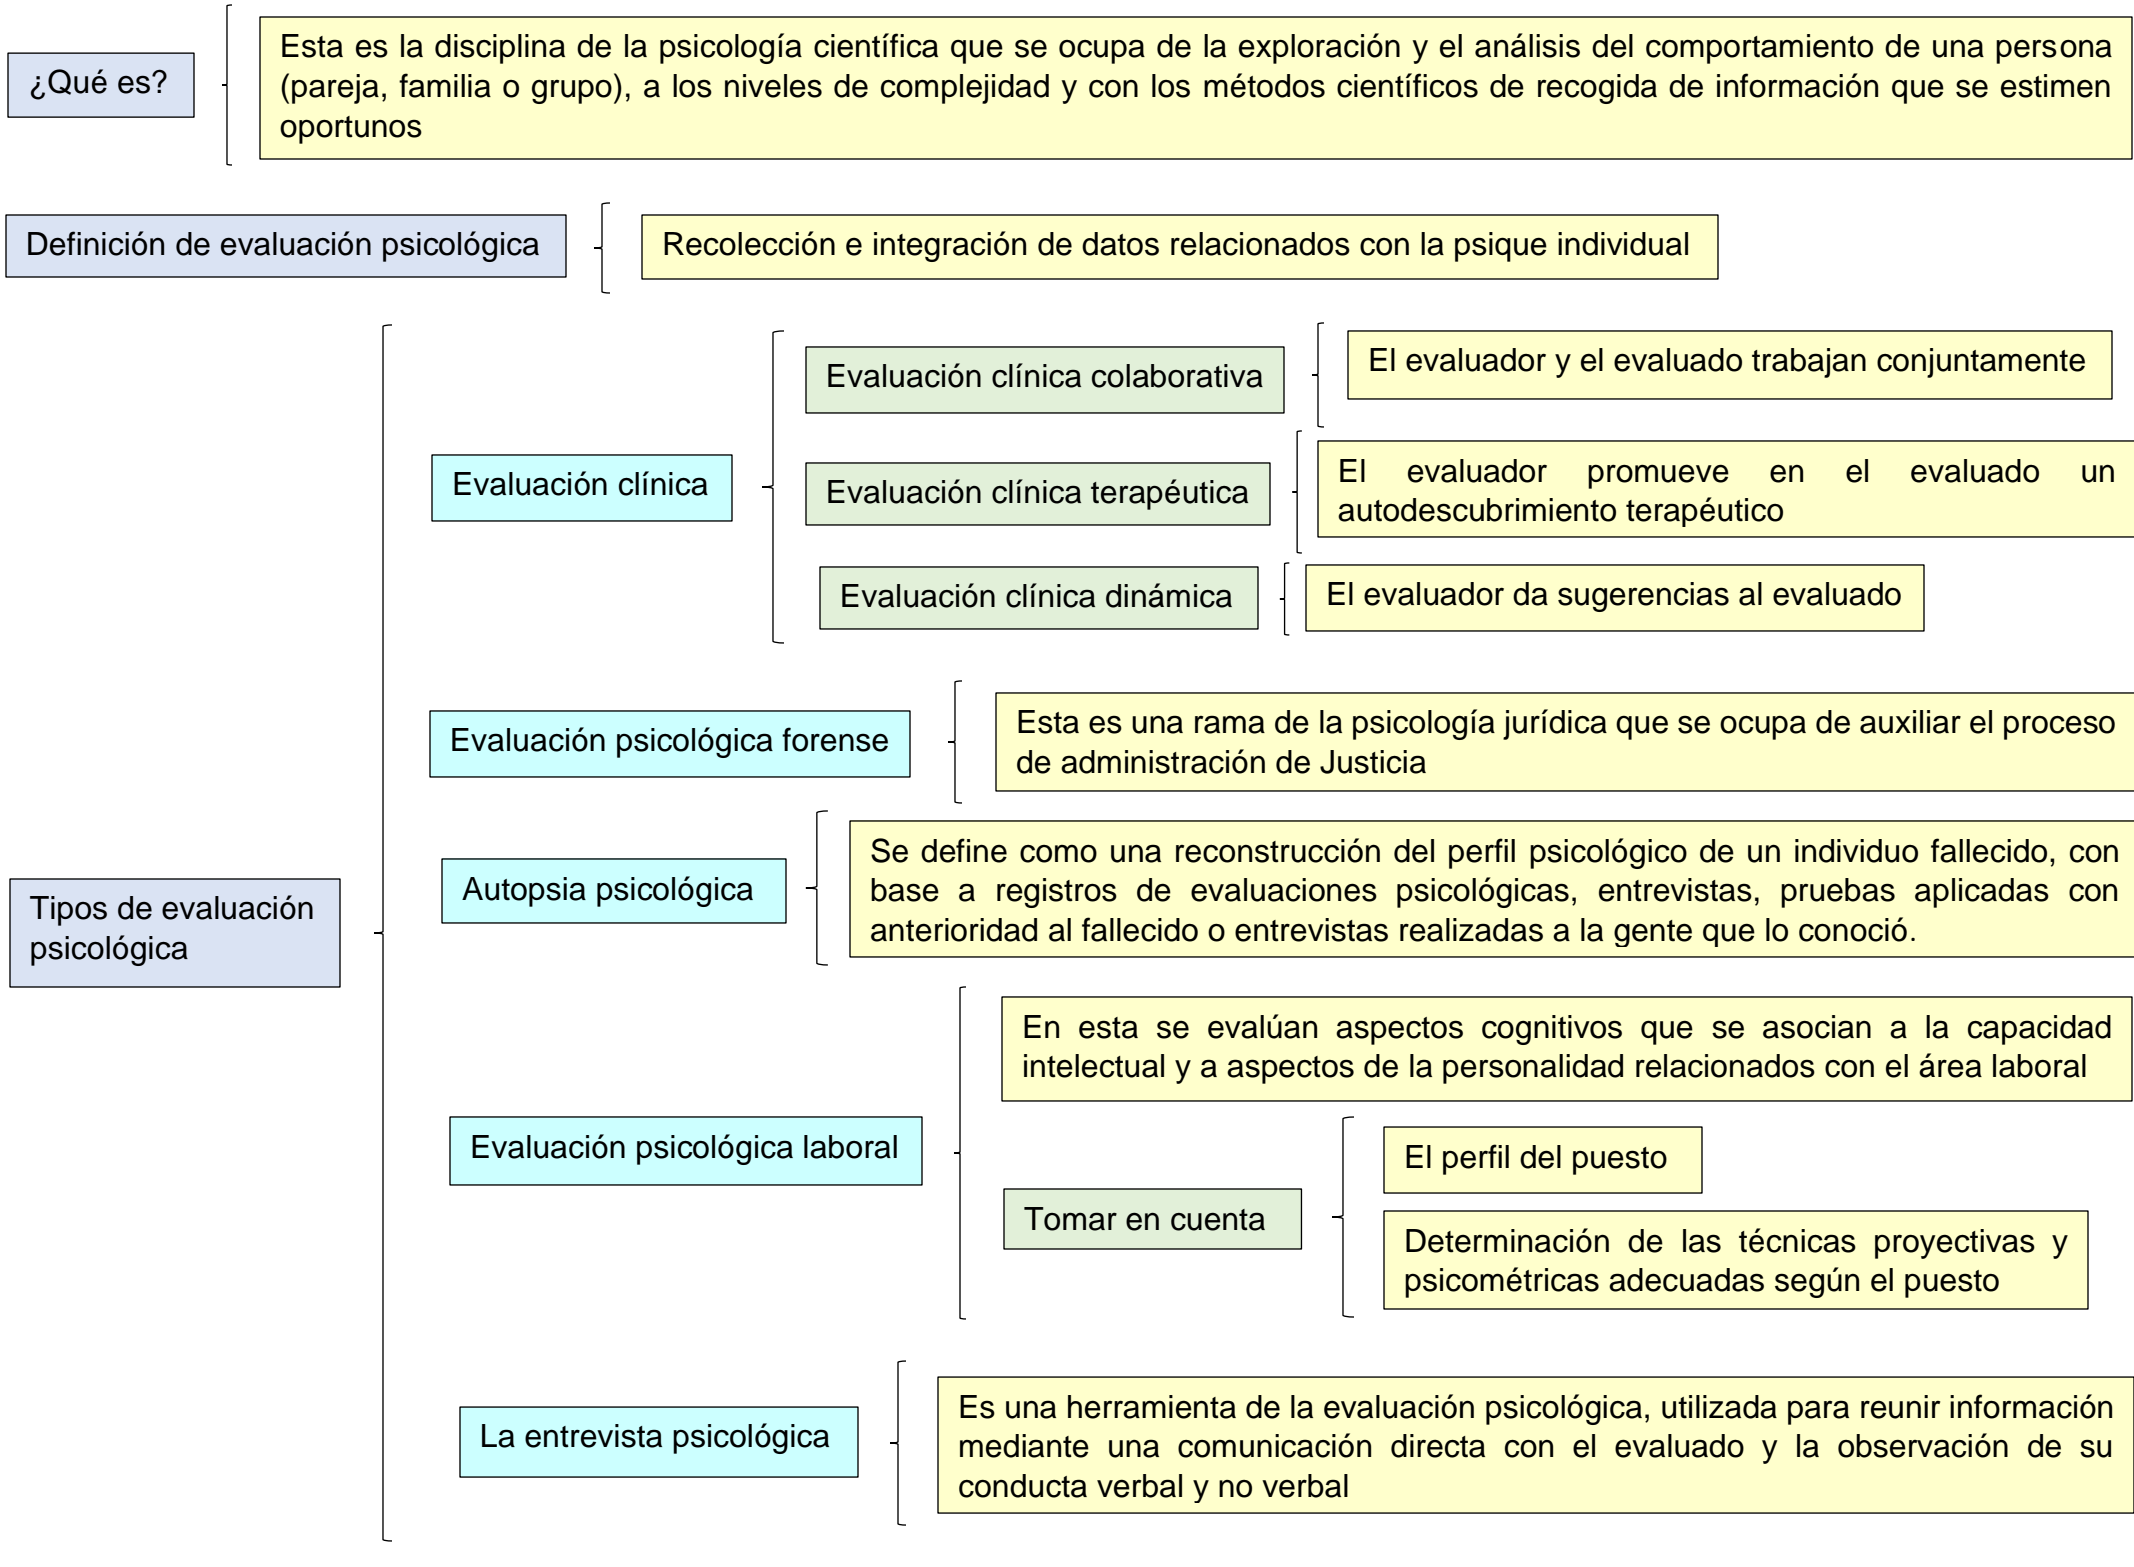 ¿Qué es?
Esta es la disciplina de la psicología científica que se ocupa de la exploración y el análisis del comportamiento de una persona
(pareja, familia o grupo), a los niveles de complejidad y con los métodos científicos de recogida de información que se estimen
oportunos
Definición de evaluación psicológica
Recolección e integración de datos relacionados con la psique individual
Tipos de evaluación
psicológica
Evaluación clínica
Evaluación clínica colaborativa
El evaluador y el evaluado trabajan conjuntamente
Evaluación clínica terapéutica
El evaluador promueve en el evaluado un
autodescubrimiento terapéutico
Evaluación clínica dinámica
El evaluador da sugerencias al evaluado
Evaluación psicológica forense
Esta es una rama de la psicología jurídica que se ocupa de auxiliar el proceso
de administración de Justicia
Autopsia psicológica
Se define como una reconstrucción del perfil psicológico de un individuo fallecido, con
base a registros de evaluaciones psicológicas, entrevistas, pruebas aplicadas con
anterioridad al fallecido o entrevistas realizadas a la gente que lo conoció.
Evaluación psicológica laboral
En esta se evalúan aspectos cognitivos que se asocian a la capacidad
intelectual y a aspectos de la personalidad relacionados con el área laboral
Tomar en cuenta
El perfil del puesto
Determinación de las técnicas proyectivas y
psicométricas adecuadas según el puesto
La entrevista psicológica
Es una herramienta de la evaluación psicológica, utilizada para reunir información
mediante una comunicación directa con el evaluado y la observación de su
conducta verbal y no verbal